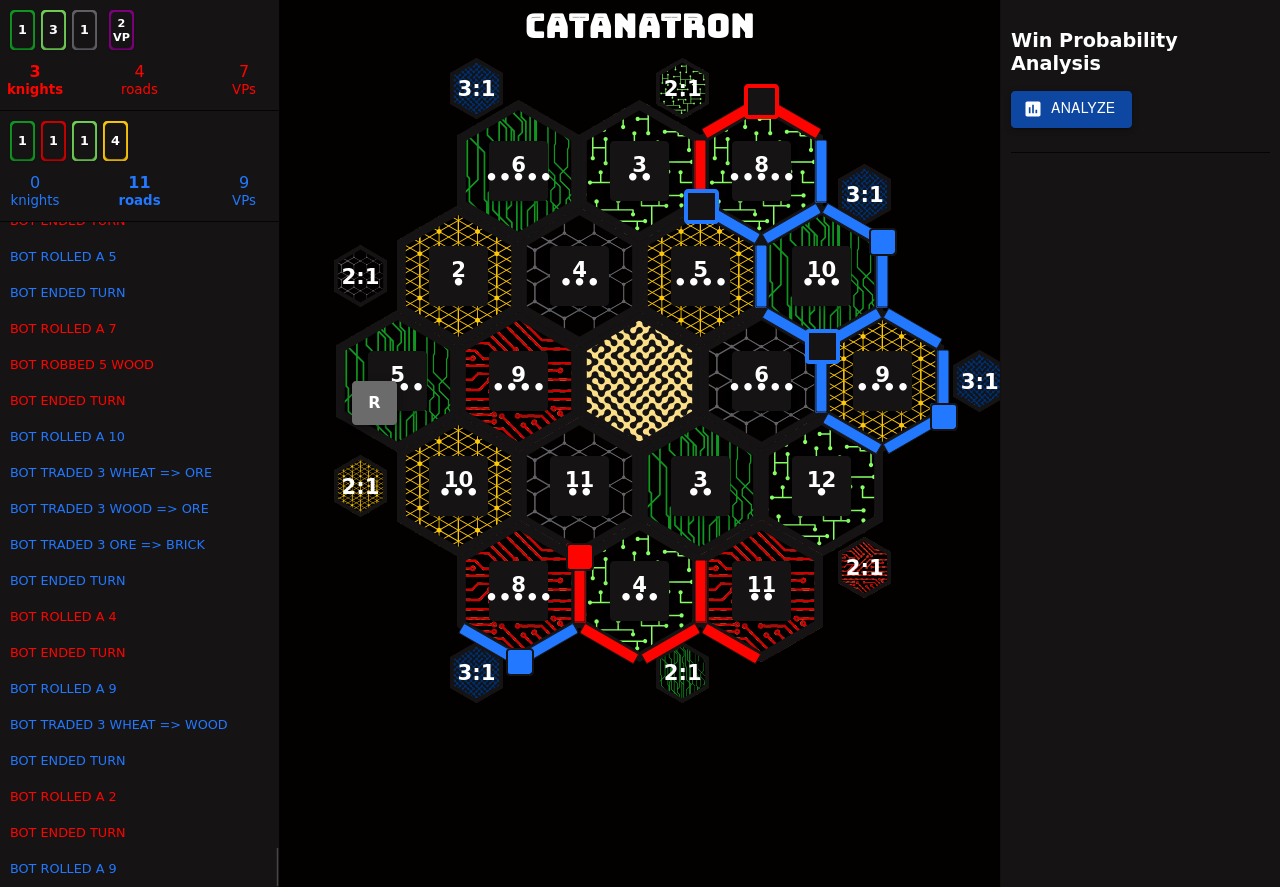 CATANATRON
1 3 1 2 VP
3 4 7
knights roads VPs
1 1 1 4
0 11 9
knights roads VPs
BOT ENDED TURN
BOT ROLLED A 5
BOT ENDED TURN
BOT ROLLED A 7
BOT ROBBED 5 WOOD
BOT ENDED TURN
BOT ROLLED A 10
BOT TRADED 3 WHEAT => ORE
BOT TRADED 3 WOOD => ORE
BOT TRADED 3 ORE => BRICK
BOT ENDED TURN
BOT ROLLED A 4
BOT ENDED TURN
BOT ROLLED A 9
BOT TRADED 3 WHEAT => WOOD
BOT ENDED TURN
BOT ROLLED A 2
BOT ENDED TURN
BOT ROLLED A 9
3:1 2:1
6 3 8
3:1
2:1 2 4 5 10
5 9 6 9 3:1
R
2:1 10 11 3 12
2:1
8 4 11
3:1 2:1
Win Probability
Analysis
ANALYZE